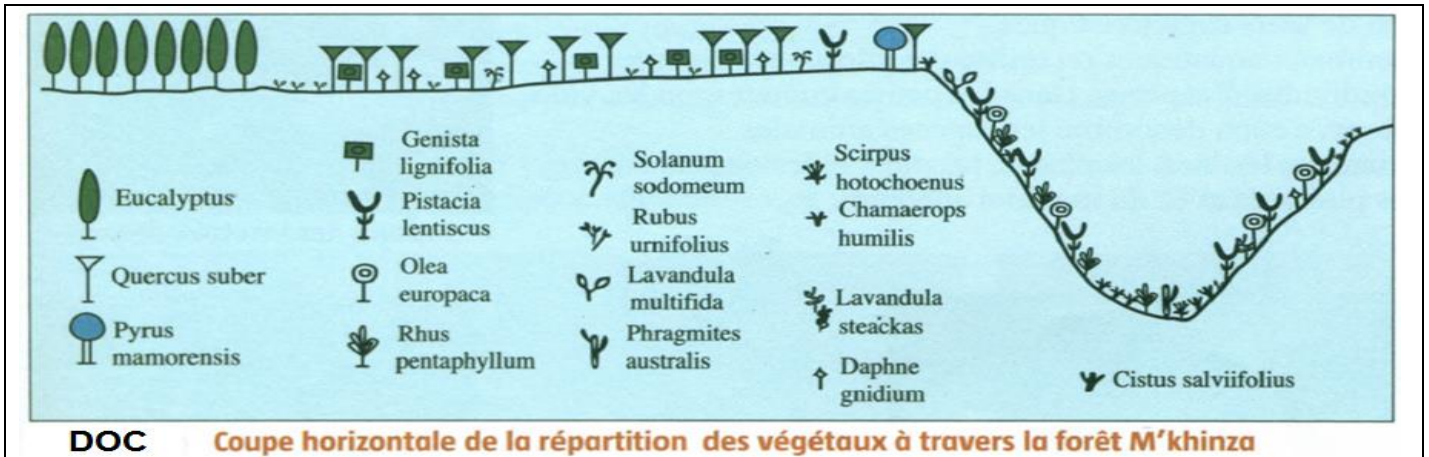 Eucalyptus
Quercus suber
Pyrus
mamorensis
Genista
lignifolia
Pistacia
lentiscus
Olea
europaca
Rhus
pentaphyllum
Solanum
sodomeum
Rubus
urnifolius
Lavandula
multifida
Phragmites
australis
Scirpus
hotochoenus
Chamaerops
humilis
Lavandula
steackas
Daphne
gnidium
Cistus salviifolius
DOC Coupe horizontale de la répartition des végétaux à travers la forêt M'khinza